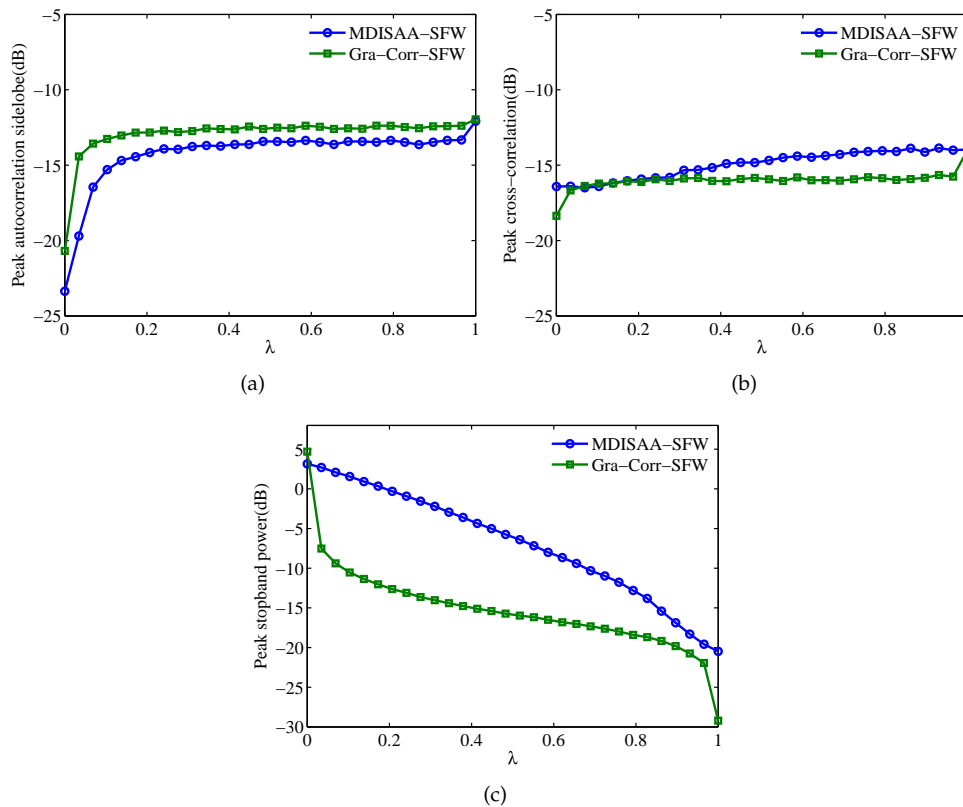 −5
−10
−15
−20
−25
Peak autocorrelation sidelobe(dB)
MDISAA−SFW
Gra−Corr−SFW
0 0.2 0.4 0.6 0.8 1
λ
(a)
−5
−10
−15
−20
−25
Peak cross−correlation(dB)
MDISAA−SFW
Gra−Corr−SFW
0 0.2 0.4 0.6 0.8
λ
(b)
5
0
−5
−10
−15
−20
−25
−30
Peak stopband power(dB)
MDISAA−SFW
Gra−Corr−SFW
0 0.2 0.4 0.6 0.8 1
λ
(c)